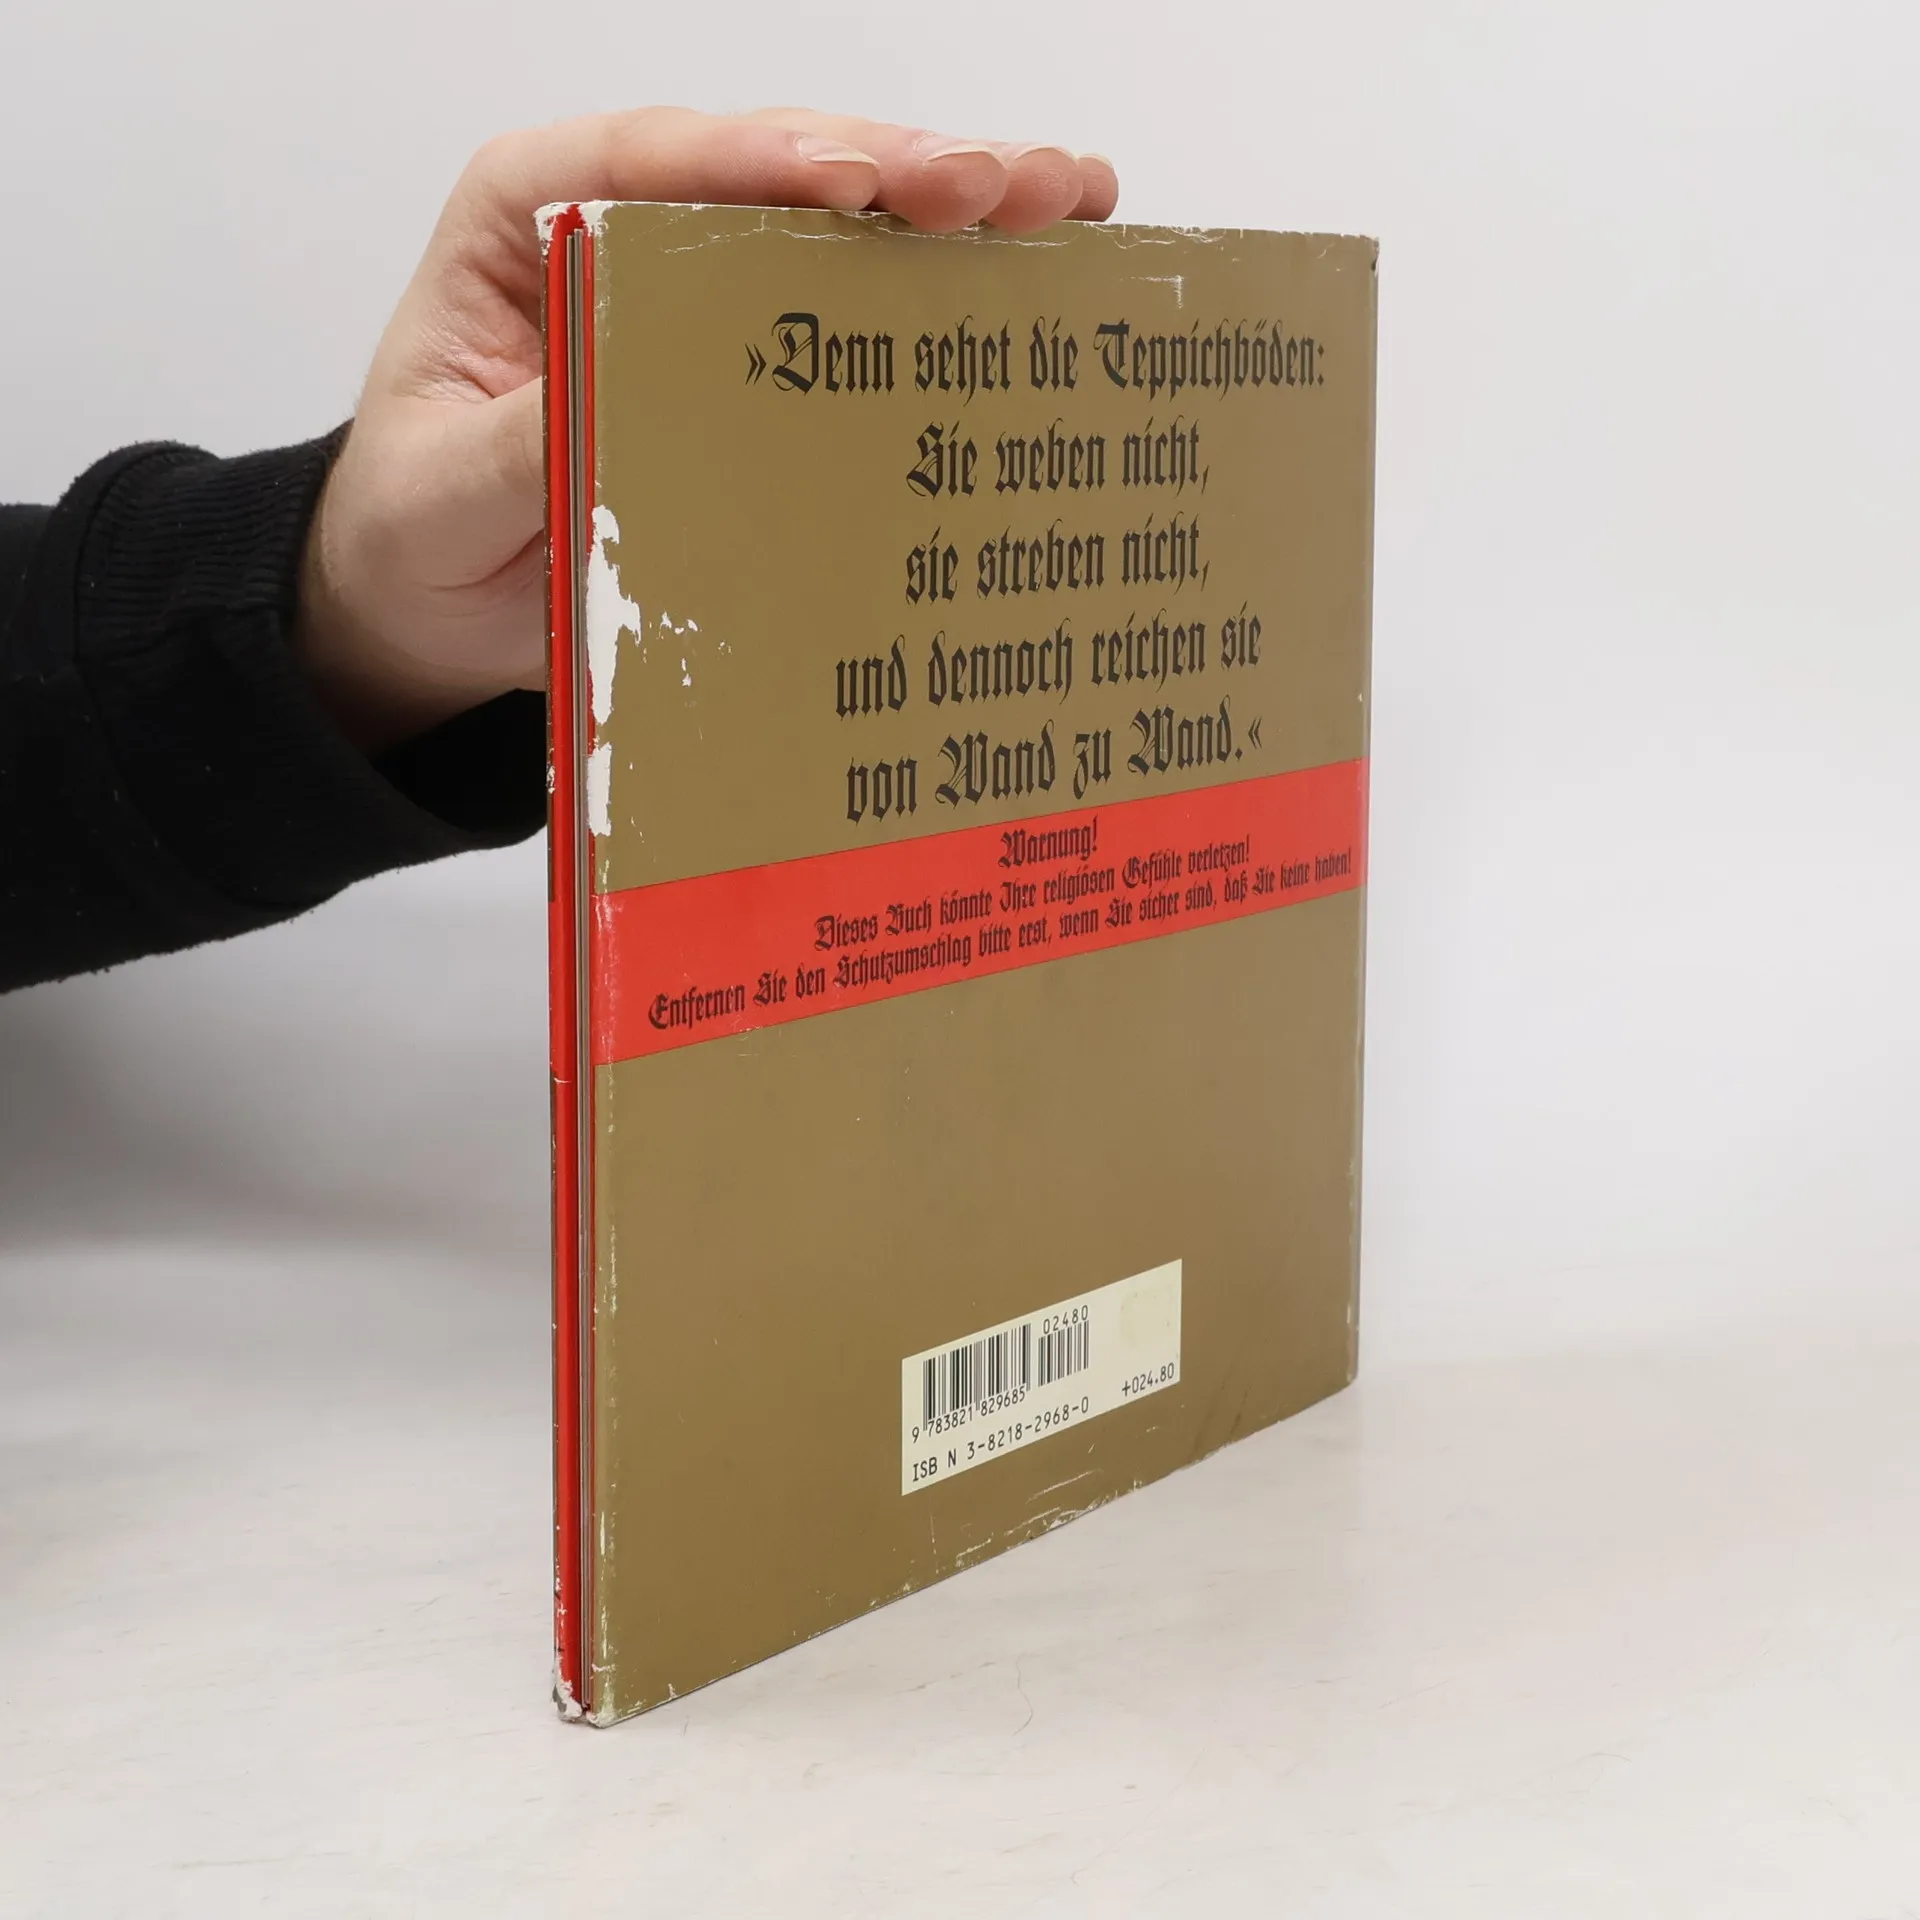 »Denn sehet die Teppichböden:
Sie weben nicht,
sie streben nicht,
und dennoch reichen sie
von Wand zu Wand.«
Warnung!
Dieses Buch könnte Ihre religiösen Gefühle verletzen!
Entfernen Sie den Schutzumschlag bitte erst, wenn Sie sicher sind, daß Sie keine haben!
02480
9 783821 829685
+024.80
ISB N 3-8218-2968-0